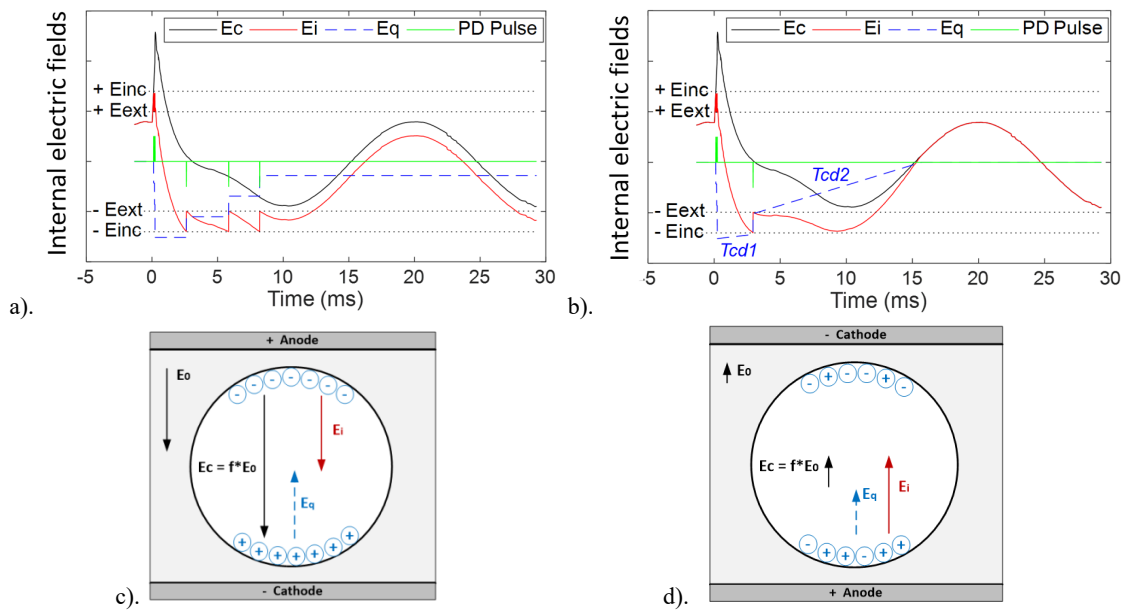 Ec Ei Eq PD Pulse
Internal electric fields
+ Einc
+ Eext
- Eext
- Einc
-5 0 5 10 15 20 25 30
Time (ms)
a).
Ec Ei Eq PD Pulse
Internal electric fields
+ Einc
+ Eext
- Eext
- Einc
Tcd1
Tcd2
-5 0 5 10 15 20 25 30
Time (ms)
b).
+ Anode
E0
- - - - - - -
Ei
Ec = f*E0
Eq
+ + + + + + +
- Cathode
c).
- Cathode
E0
- + - - + -
Ec = f*E0
Eq
Ei
- + + - + +
+ Anode
d).